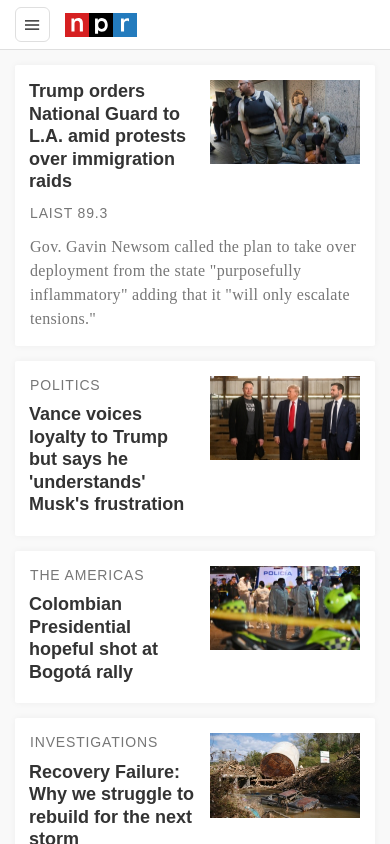 npr
Trump orders
National Guard to
L.A. amid protests
over immigration
raids
LAIST 89.3
Gov. Gavin Newsom called the plan to take over
deployment from the state "purposefully
inflammatory" adding that it "will only escalate
tensions."
POLITICS
Vance voices
loyalty to Trump
but says he
'understands'
Musk's frustration
THE AMERICAS
Colombian
Presidential
hopeful shot at
Bogotá rally
POLICIA
INVESTIGATIONS
Recovery Failure:
Why we struggle to
rebuild for the next
storm